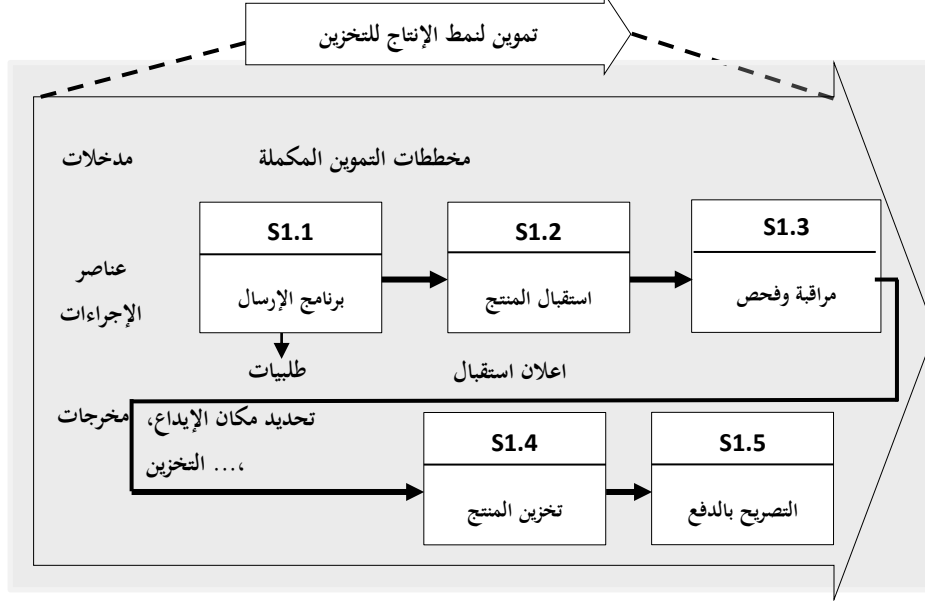 تموين لنمط الإنتاج للتخزين
مدخلات
مخططات التموين المكملة
عناصر
الإجراءات
S1.1
برنامج الإرسال
S1.2
استقبال المنتج
S1.3
مراقبة وفحص
طلبيات
اعلان استقبال
مخرجات
تحديد مكان الإيداع،
،... التخزين
S1.4
تخزين المنتج
S1.5
التصريح بالدفع